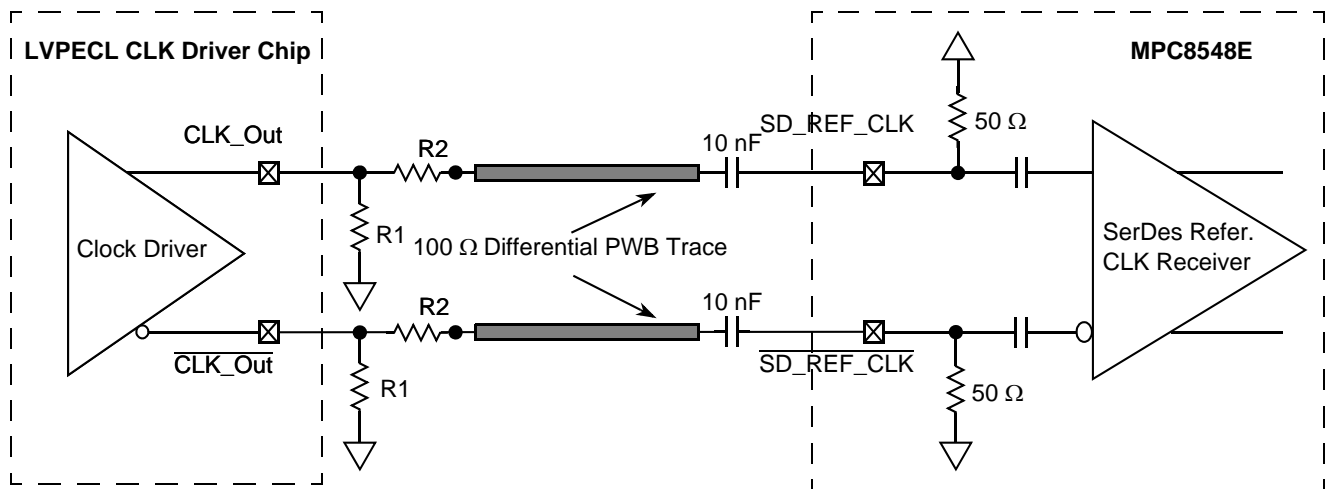 LVPECL CLK Driver Chip
MPC8548E
CLK_Out
R2
10 nF
SD_REF_CLK
50 Ω
Clock Driver
R1
100 Ω Differential PWB Trace
SerDes Refer.
CLK Receiver
R2
10 nF
CLK_Out
SD_REF_CLK
R1
50 Ω